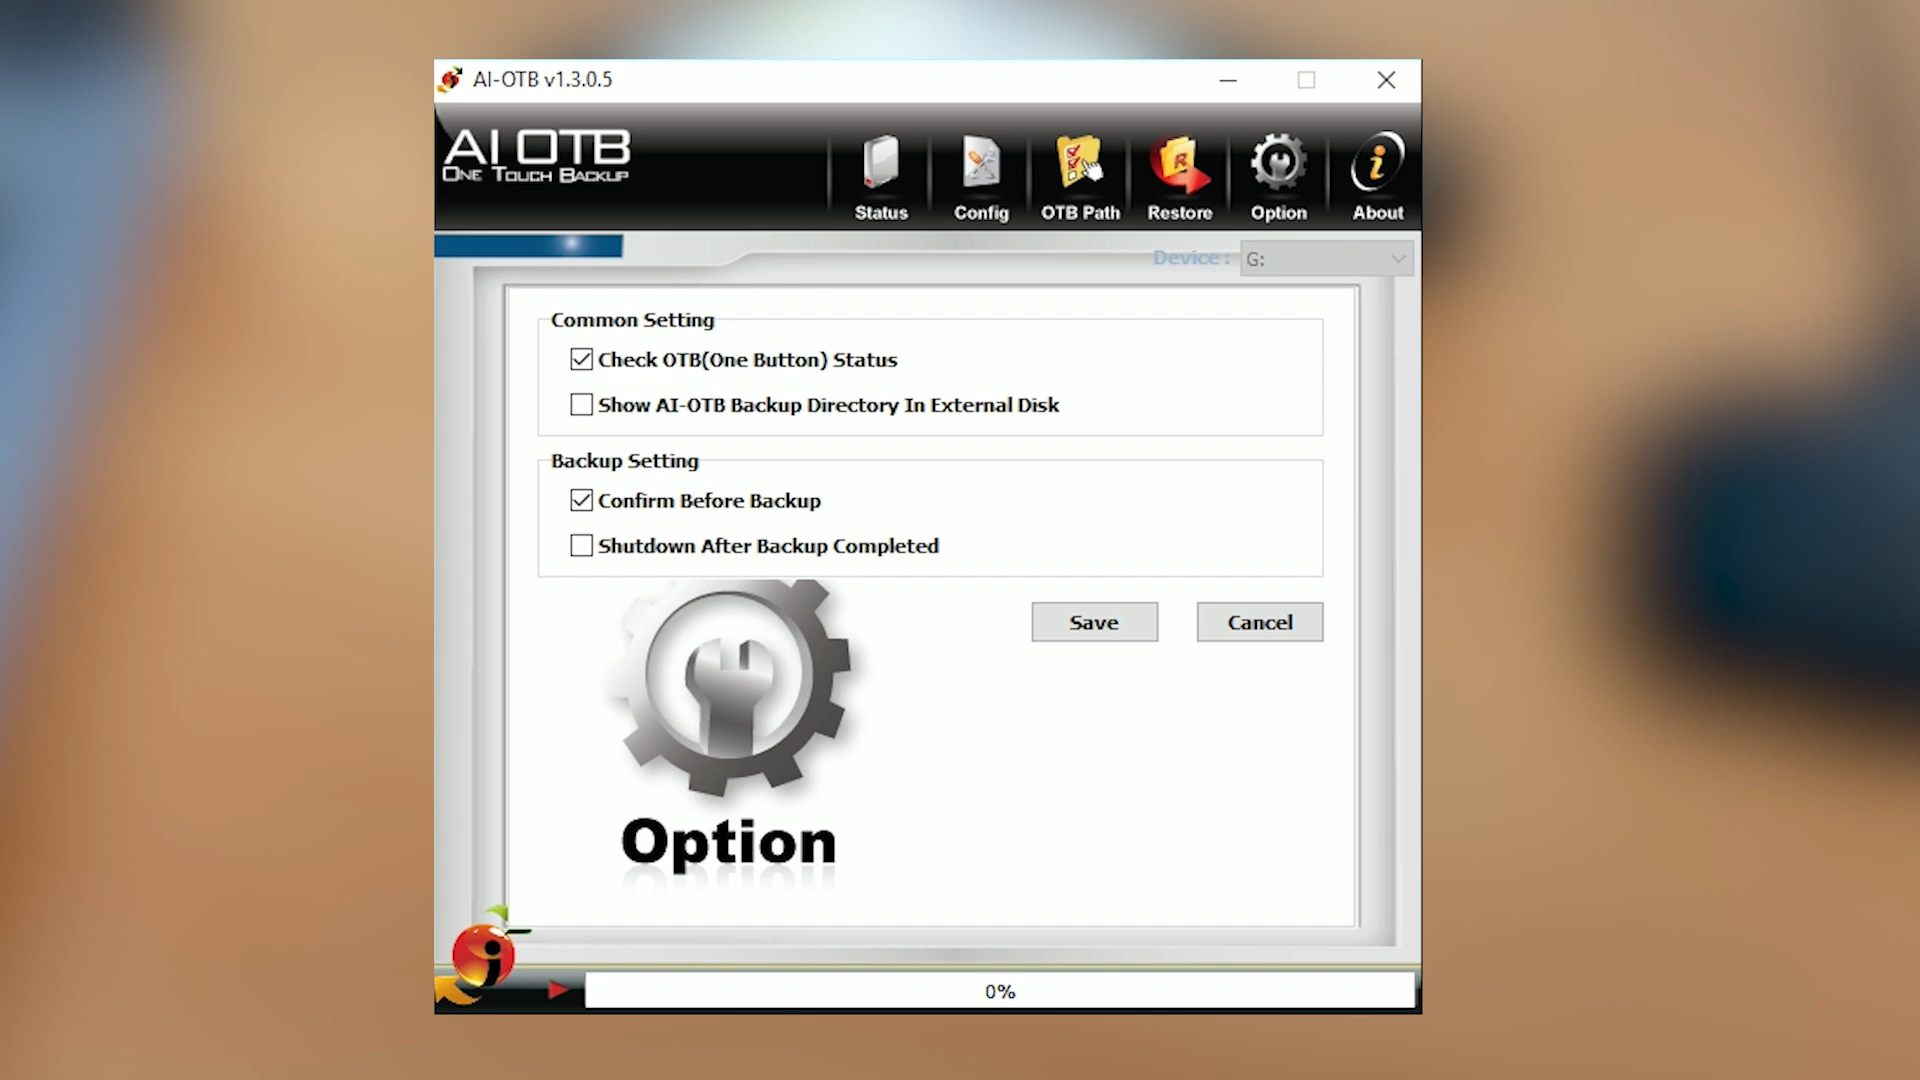 AI-OTB v1.3.0.5
AI OTB
ONE TOUCH BACKUP
Status
Config
OTB Path
Restore
Option
About
Device :
G:
Common Setting
Check OTB(One Button) Status
Show AI-OTB Backup Directory In External Disk
Backup Setting
Confirm Before Backup
Shutdown After Backup Completed
Save
Cancel
Option
0%